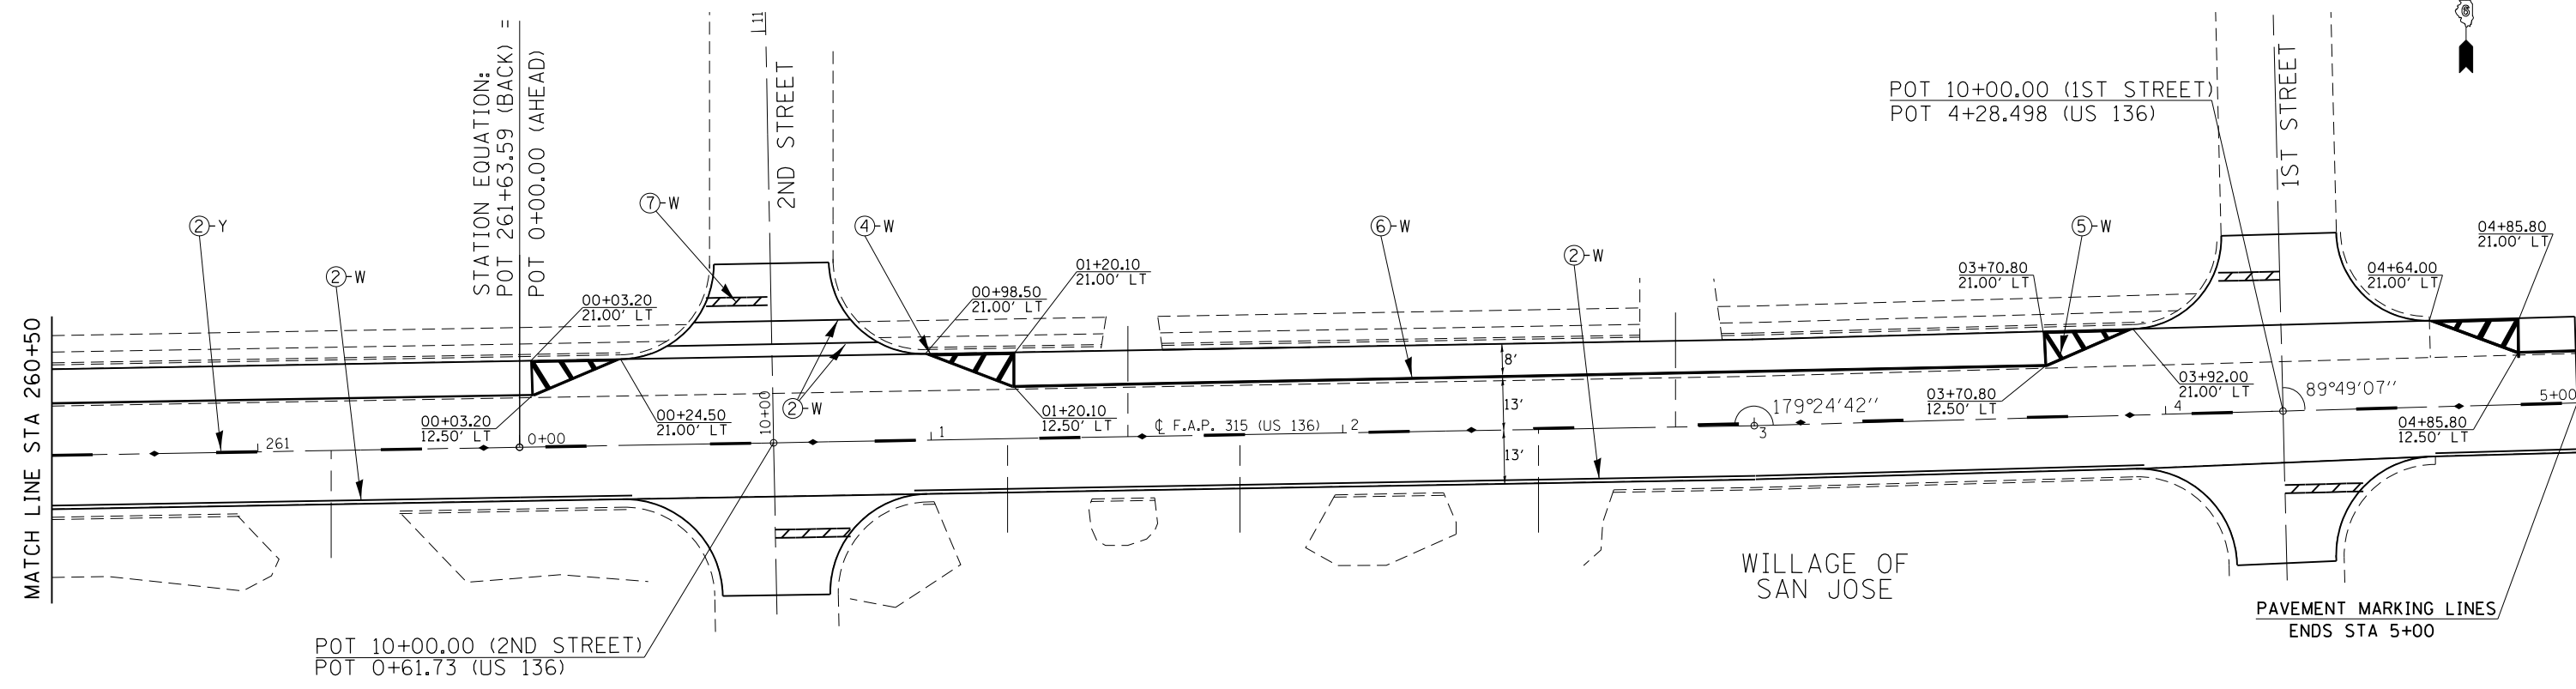 MATCH LINE STA 260+50
STATION EQUATION:
POT 261+63.59 (BACK) =
POT 0+00.00 (AHEAD)
2-Y
2-W
261
0+00
00+03.20
21.00' LT
00+03.20
12.50' LT
00+24.50
21.00' LT
7-W
11
2ND STREET
10+00
2-W
4-W
00+98.50
21.00' LT
01+20.10
21.00' LT
01+20.10
12.50' LT
1
℄ F.A.P. 315 (US 136)
2
6-W
8'
13'
13'
2-W
179°24'42''
3
POT 10+00.00 (1ST STREET)
POT 4+28.498 (US 136)
03+70.80
21.00' LT
03+70.80
12.50' LT
5-W
03+92.00
21.00' LT
4
1ST STREET
89°49'07''
04+64.00
21.00' LT
04+85.80
21.00' LT
04+85.80
12.50' LT
5+00
6
WILLAGE OF
SAN JOSE
PAVEMENT MARKING LINES
ENDS STA 5+00
POT 10+00.00 (2ND STREET)
POT 0+61.73 (US 136)